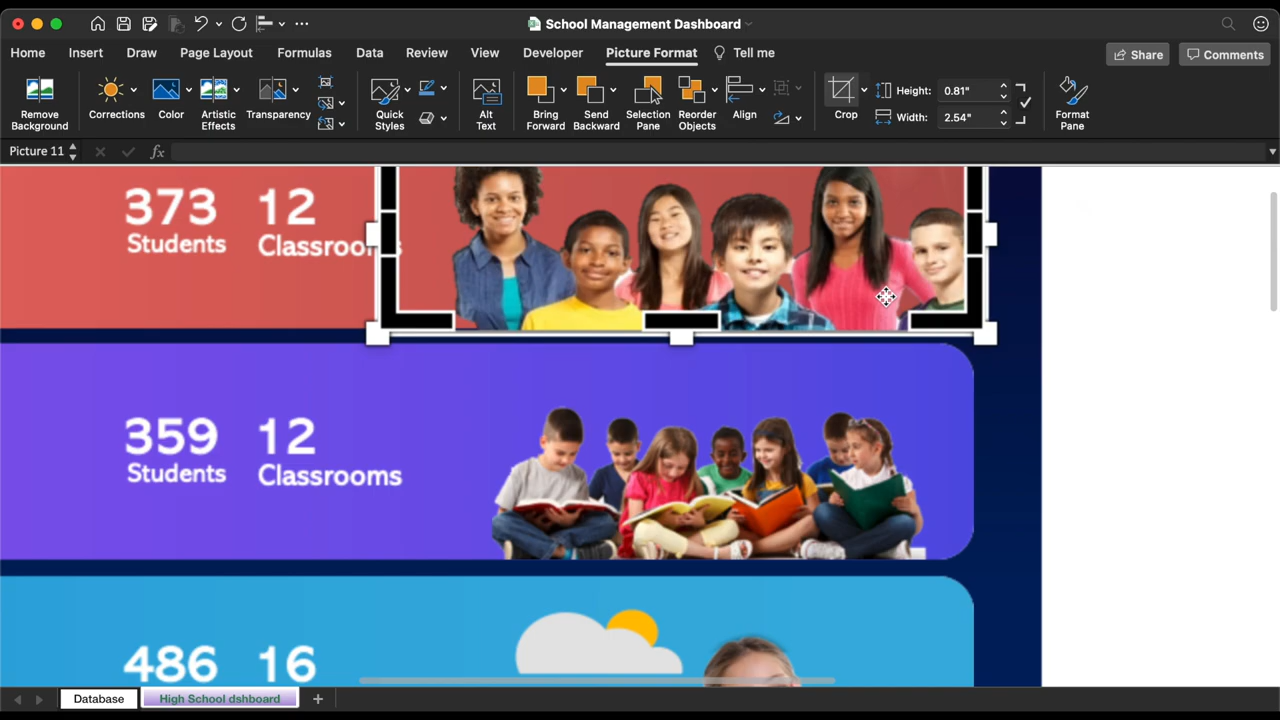 School Management Dashboard
Home Insert Draw Page Layout Formulas Data Review View Developer Picture Format Tell me Share Comments
Remove Background Corrections Color Artistic Effects Transparency Quick Styles Alt Text Bring Forward Send Backward Selection Pane Reorder Objects Align Crop Height: 0.81" Width: 2.54" Format Pane
Picture 11 fx
373 12
Students Classrooms
359 12
Students Classrooms
486 16
Database High School dshboard +